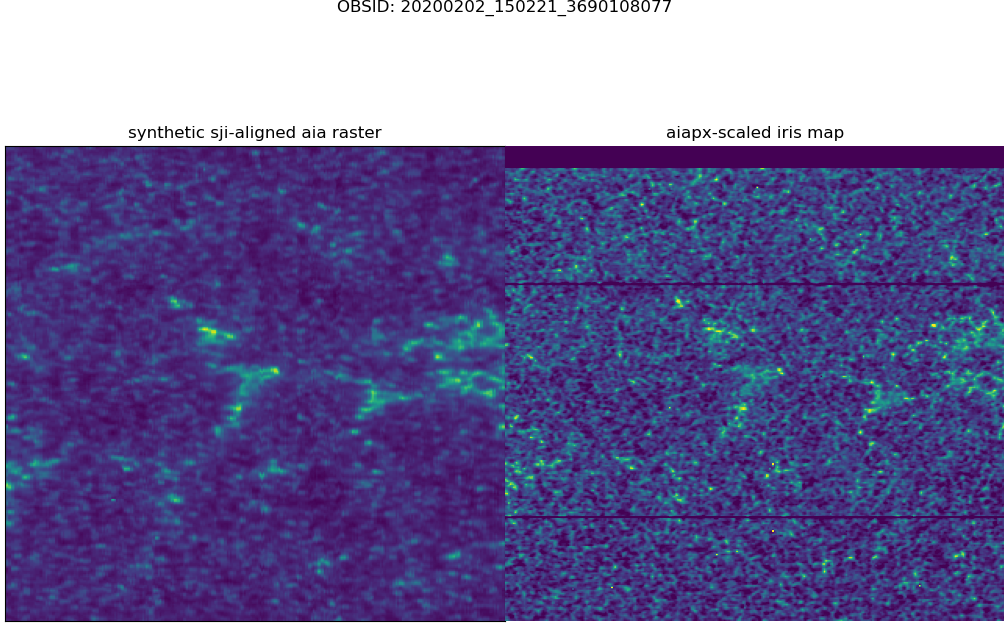 OBSID: 20200202_150221_3690108077
synthetic sji-aligned aia raster
aiapx-scaled iris map